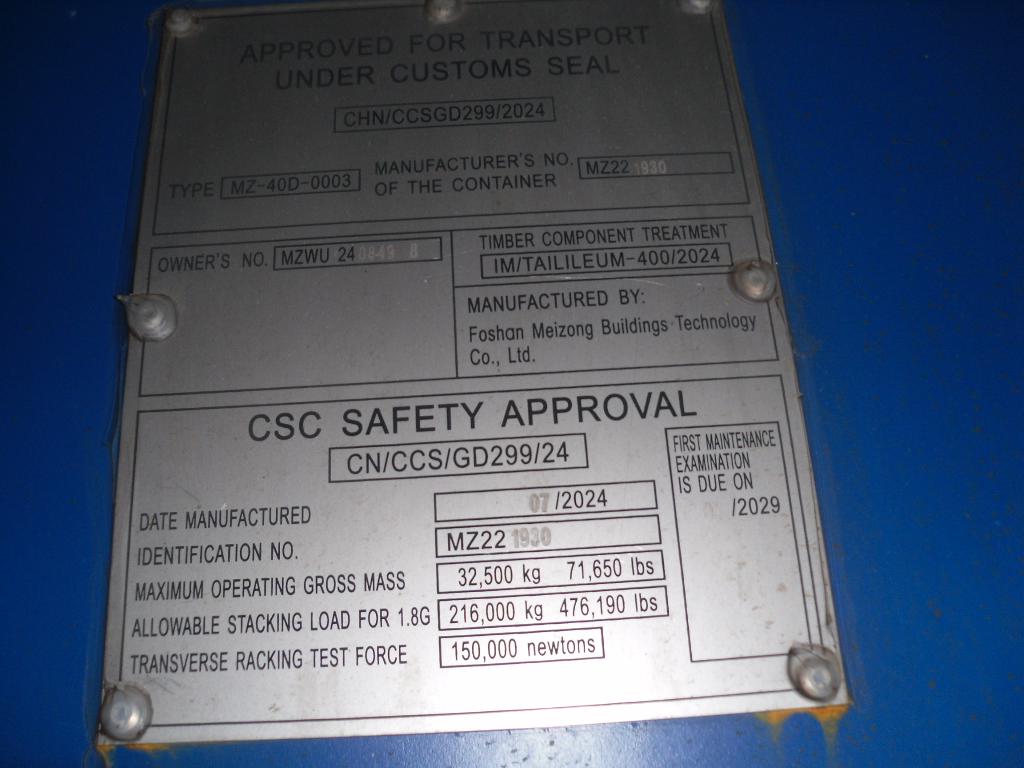 APPROVED FOR TRANSPORT
UNDER CUSTOMS SEAL
CHN/CCSGD299/2024
TYPE MZ-40D-0003
MANUFACTURER'S NO.
OF THE CONTAINER
MZ22 1930
OWNER'S NO. MZWU 24
TIMBER COMPONENT TREATMENT
IM/TAILILEUM-400/2024
MANUFACTURED BY:
Foshan Meizong Buildings Technology
Co., Ltd.
CSC SAFETY APPROVAL
CN/CCS/GD299/24
DATE MANUFACTURED 07/2024
IDENTIFICATION NO. MZ22 1930
MAXIMUM OPERATING GROSS MASS 32,500 kg 71,650 lbs
ALLOWABLE STACKING LOAD FOR 1.8G 216,000 kg 476,190 lbs
TRANSVERSE RACKING TEST FORCE 150,000 newtons
FIRST MAINTENANCE
EXAMINATION
IS DUE ON
/2029